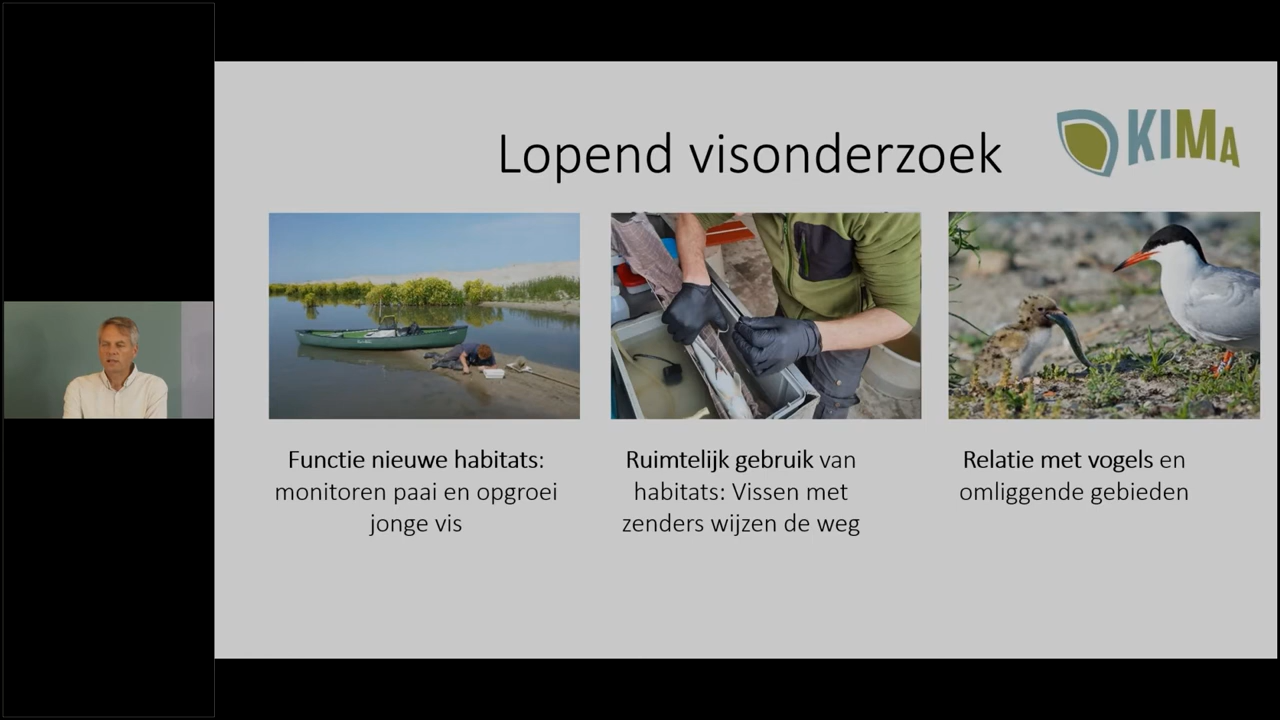 Lopend visonderzoek
KIMA
Functie nieuwe habitats:
monitoren paai en opgroei
jonge vis
Ruimtelijk gebruik van
habitats: Vissen met
zenders wijzen de weg
Relatie met vogels en
omliggende gebieden